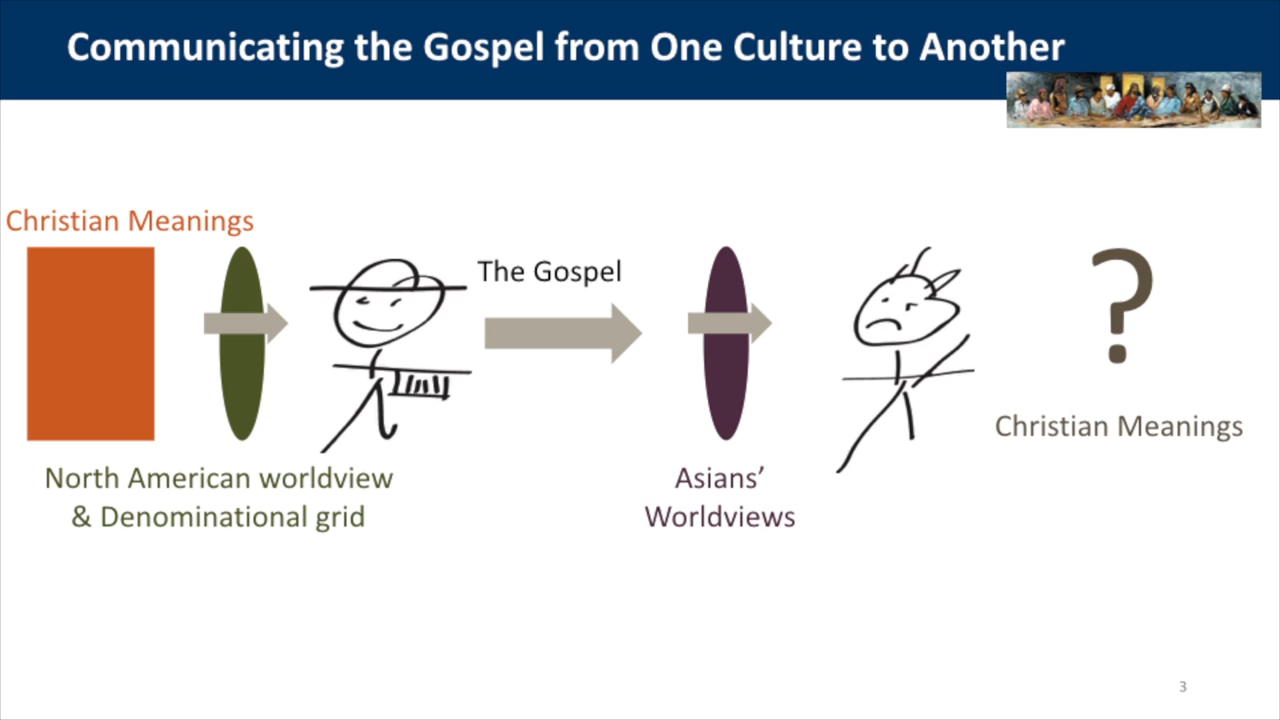 Communicating the Gospel from One Culture to Another
Christian Meanings
The Gospel
?
Christian Meanings
North American worldview
& Denominational grid
Asians’
Worldviews
3